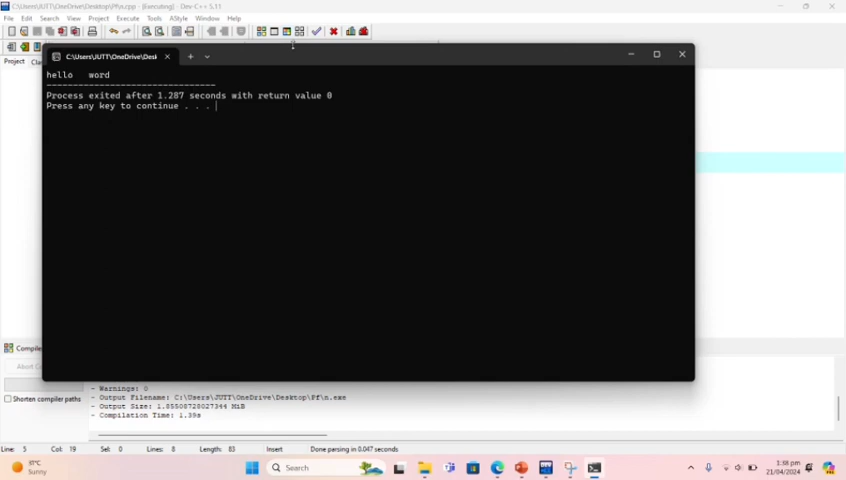 C:\Users\JUTT\OneDrive\Desktop\Pf\n.cpp - [Executing] - Dev-C++ 5.11
File Edit Search View Project Execute Tools AStyle Window Help
Project
C:\Users\JUTT\OneDrive\Desk
hello   word
--------------------------------
Process exited after 1.287 seconds with return value 0
Press any key to continue . . .
Compiler
Abort
Shorten compiler paths
- Warnings: 0
- Output Filename: C:\Users\JUTT\OneDrive\Desktop\Pf\n.exe
- Output Size: 1.85508728027344 MiB
- Compilation Time: 1.39s
Line: 5 Col: 19 Sel: 0 Lines: 8 Length: 83 Insert Done parsing in 0.047 seconds
31°C
Sunny
Search
1:38 pm
21/04/2024